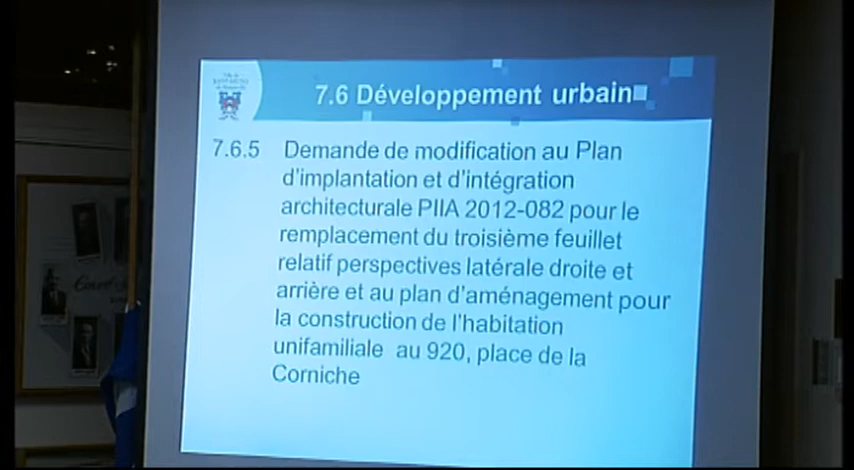 7.6 Développement urbain
7.6.5 Demande de modification au Plan
d'implantation et d'intégration
architecturale PIIA 2012-082 pour le
remplacement du troisième feuillet
relatif perspectives latérale droite et
arrière et au plan d'aménagement pour
la construction de l'habitation
unifamiliale au 920, place de la
Corniche